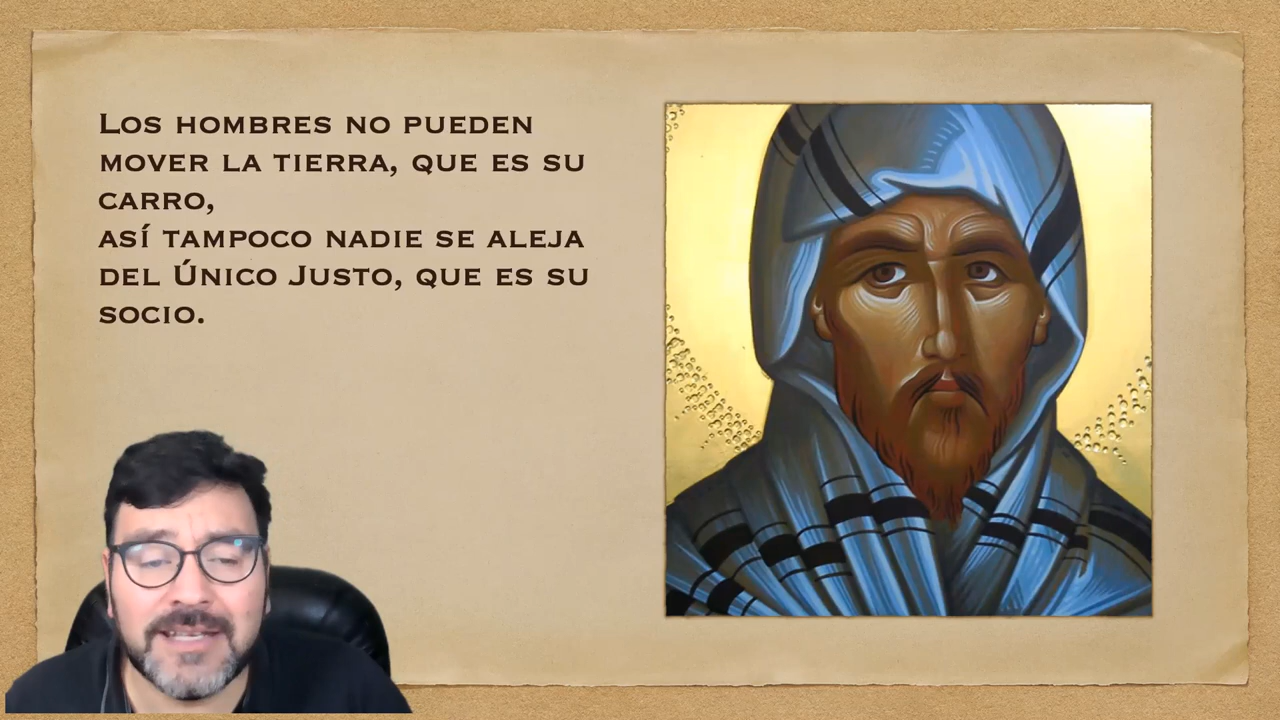 Los hombres no pueden
mover la tierra, que es su
carro,
así tampoco nadie se aleja
del Único Justo, que es su
socio.